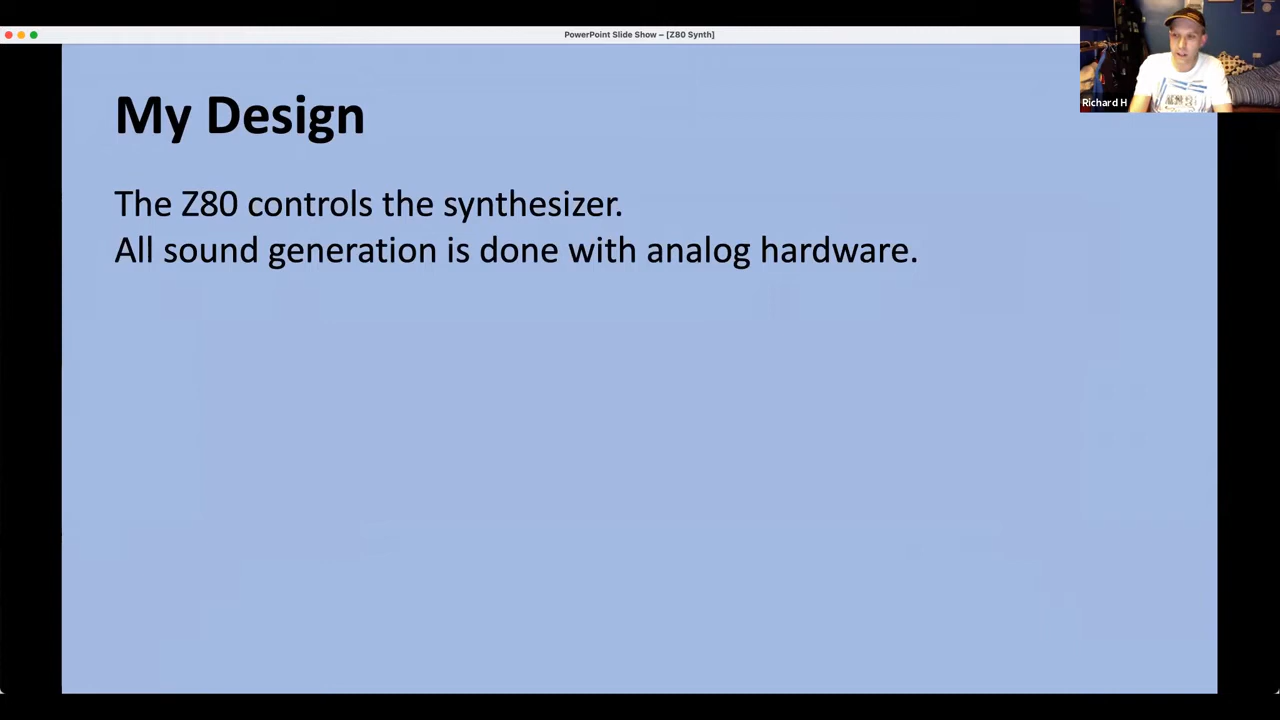 PowerPoint Slide Show – [Z80 Synth]
Richard H
My Design
The Z80 controls the synthesizer.
All sound generation is done with analog hardware.